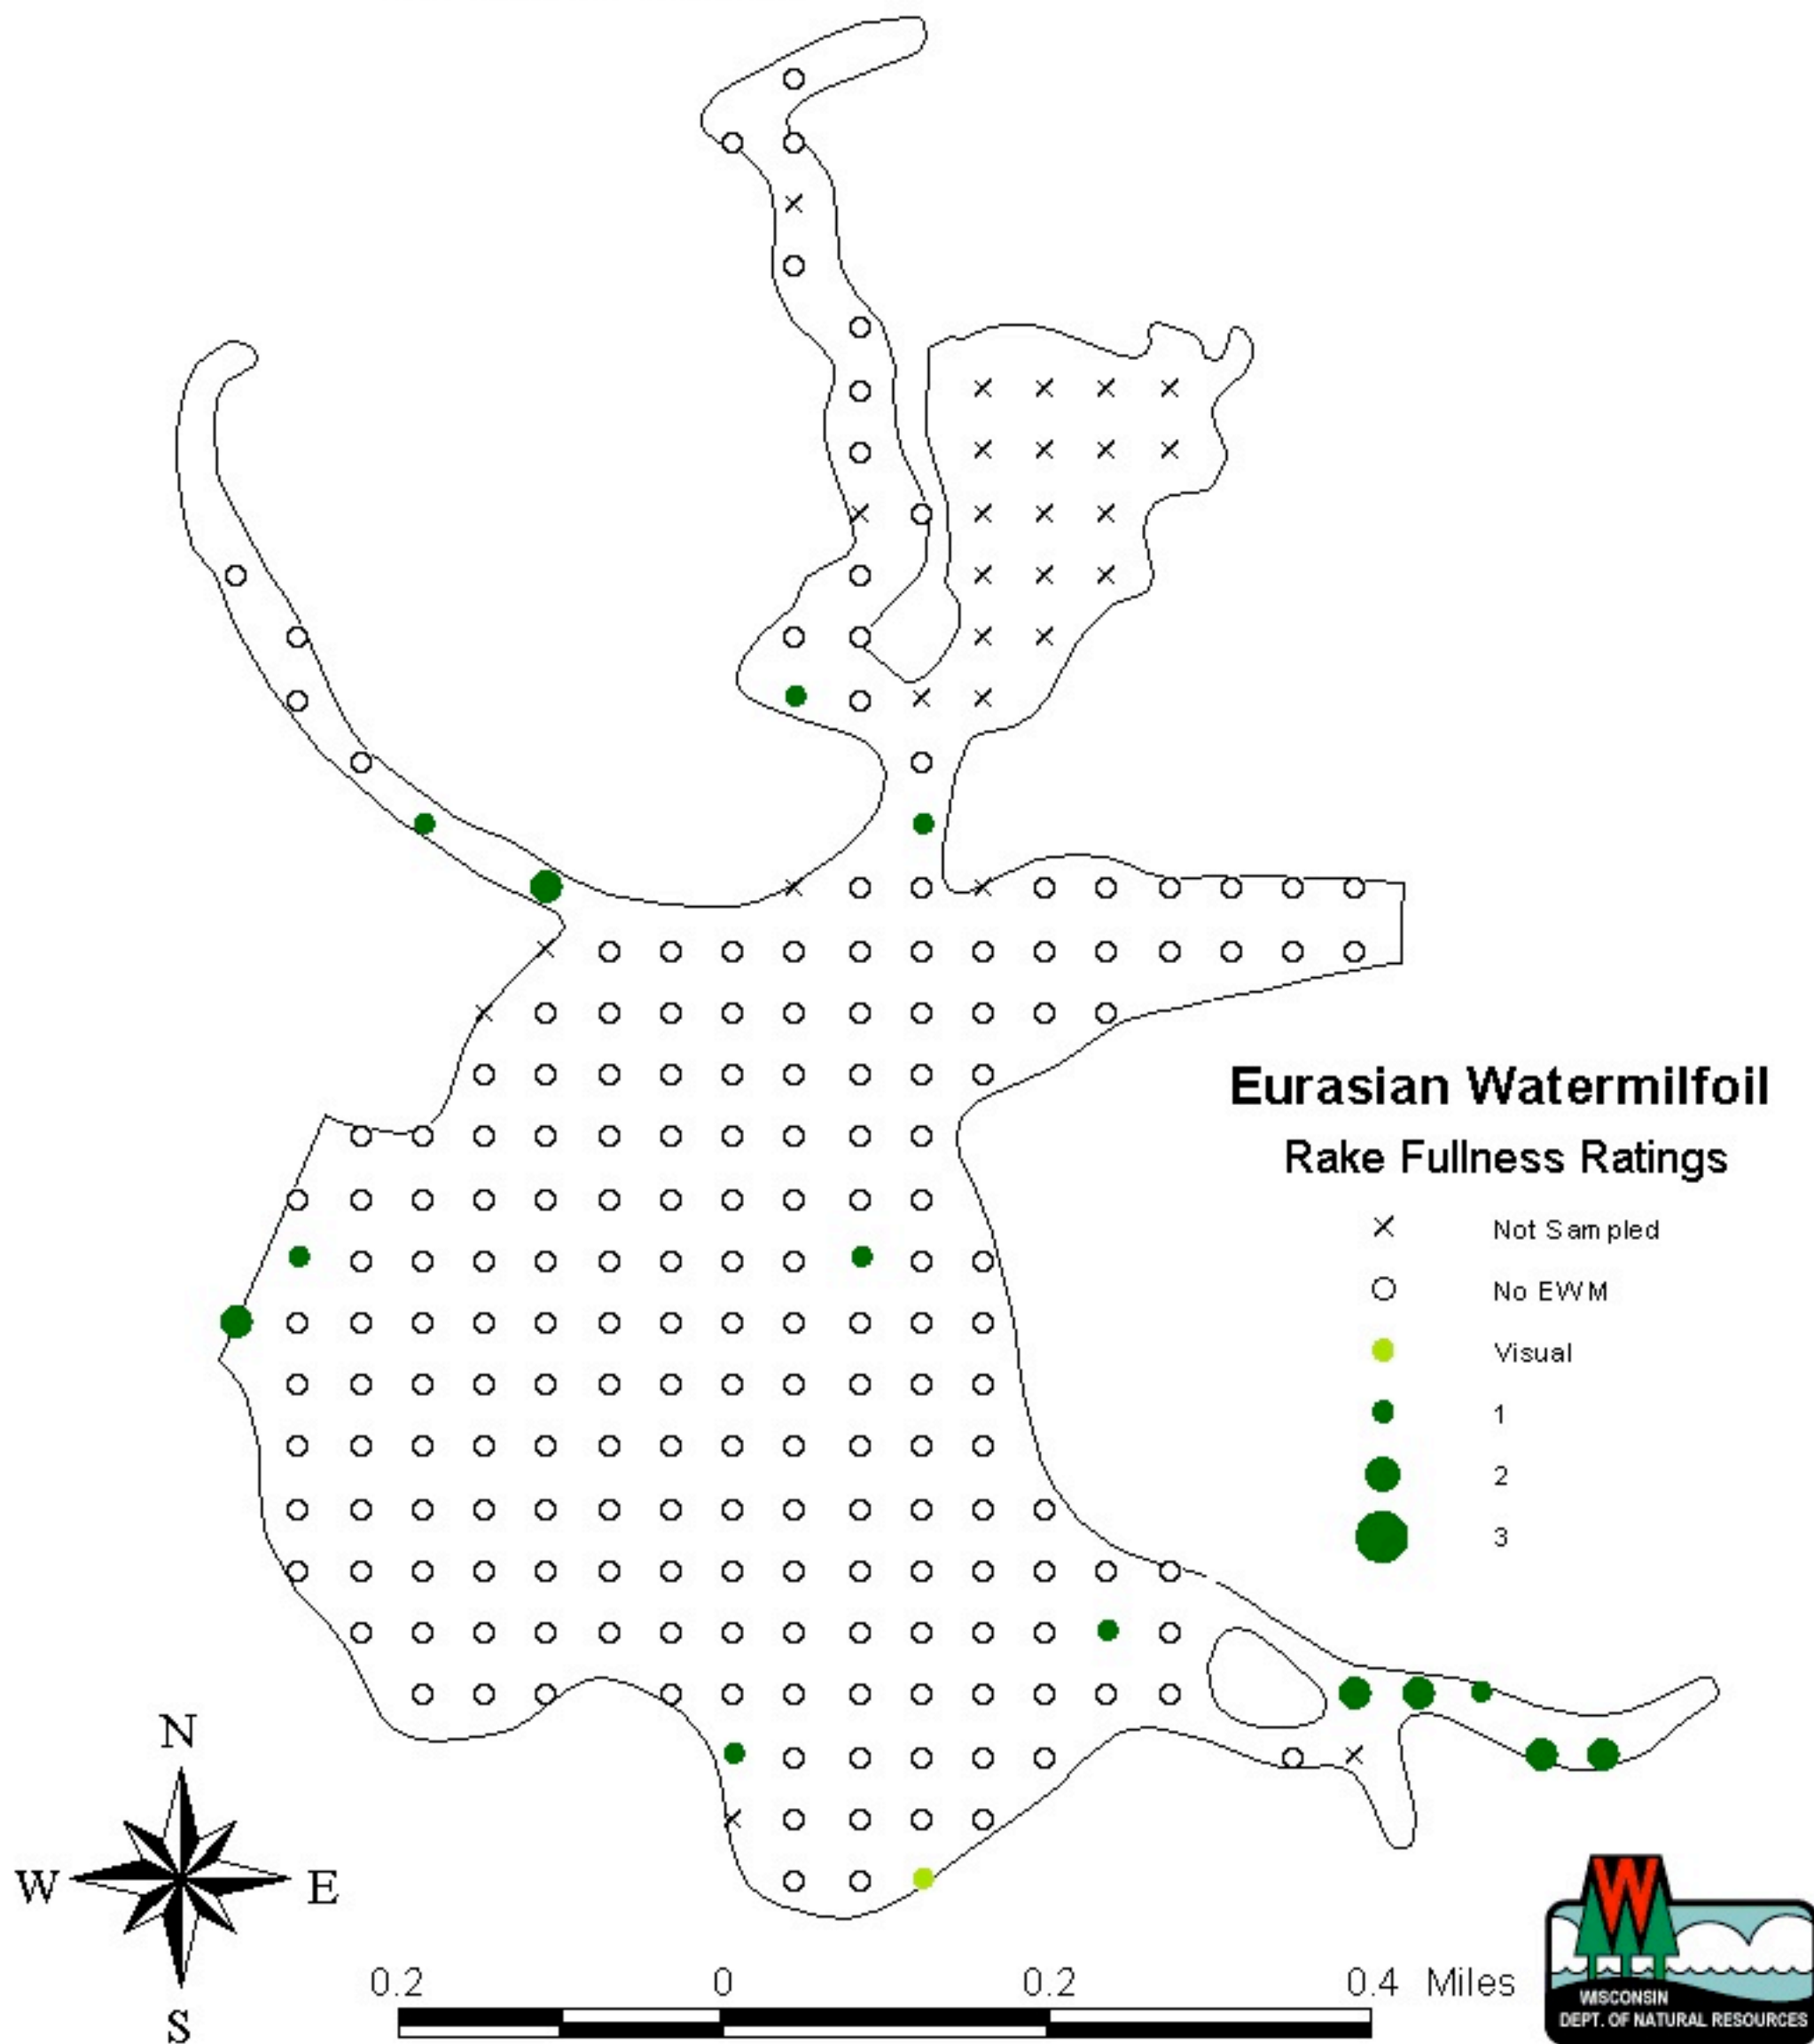 Eurasian Watermilfoil
Rake Fullness Ratings
Not Sampled
No EWM
Visual
1
2
3
N
W E
S
0.2 0 0.2 0.4 Miles
W
WISCONSIN
DEPT. OF NATURAL RESOURCES